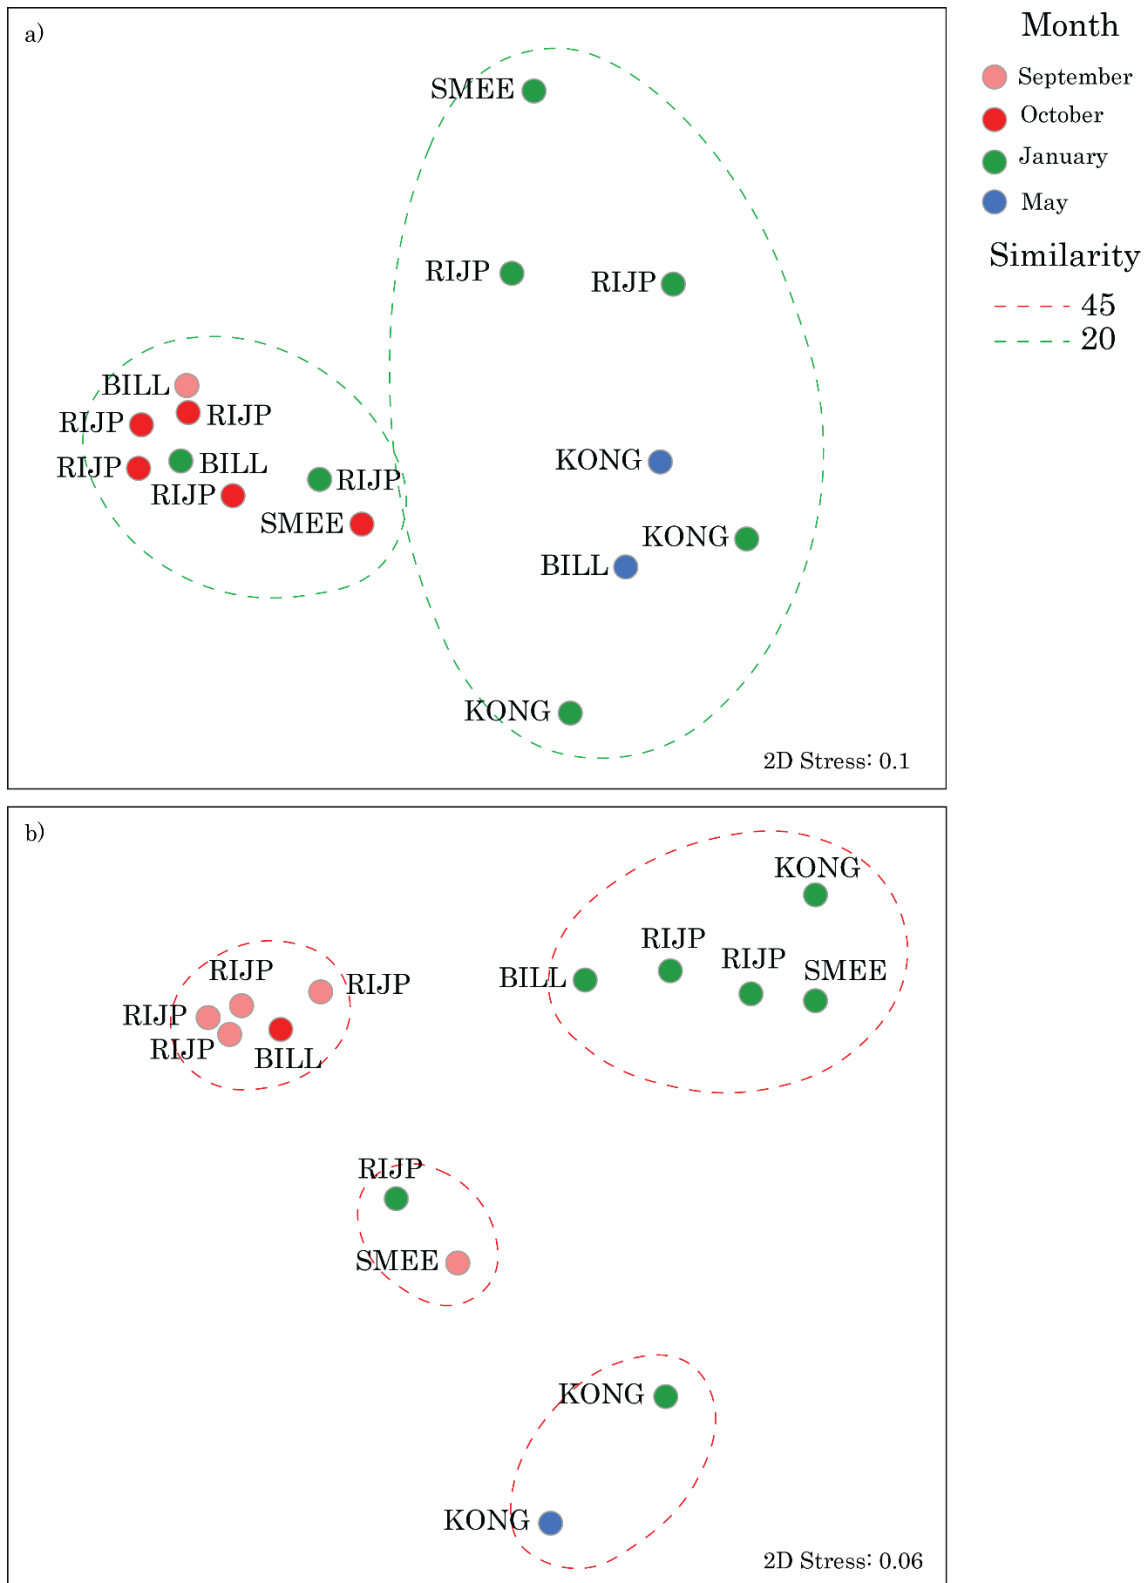 a)
SMEE
RIJP
RIJP
BILL
RIJP
RIJP
RIJP
BILL
RIJP
RIJP
SMEE
KONG
KONG
BILL
KONG
2D Stress: 0.1
Month
September
October
January
May
Similarity
45
20
b)
KONG
RIJP
RIJP
SMEE
BILL
RIJP
RIJP
RIJP
RIJP
BILL
RIJP
SMEE
KONG
KONG
2D Stress: 0.06